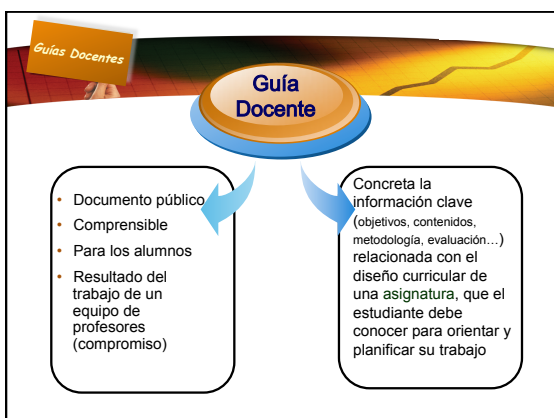 Guías Docentes
Guía
Docente
• Documento público
• Comprensible
• Para los alumnos
• Resultado del
trabajo de un
equipo de
profesores
(compromiso)
Concreta la
información clave
(objetivos, contenidos,
metodología, evaluación…)
relacionada con el
diseño curricular de
una asignatura, que el
estudiante debe
conocer para orientar y
planificar su trabajo